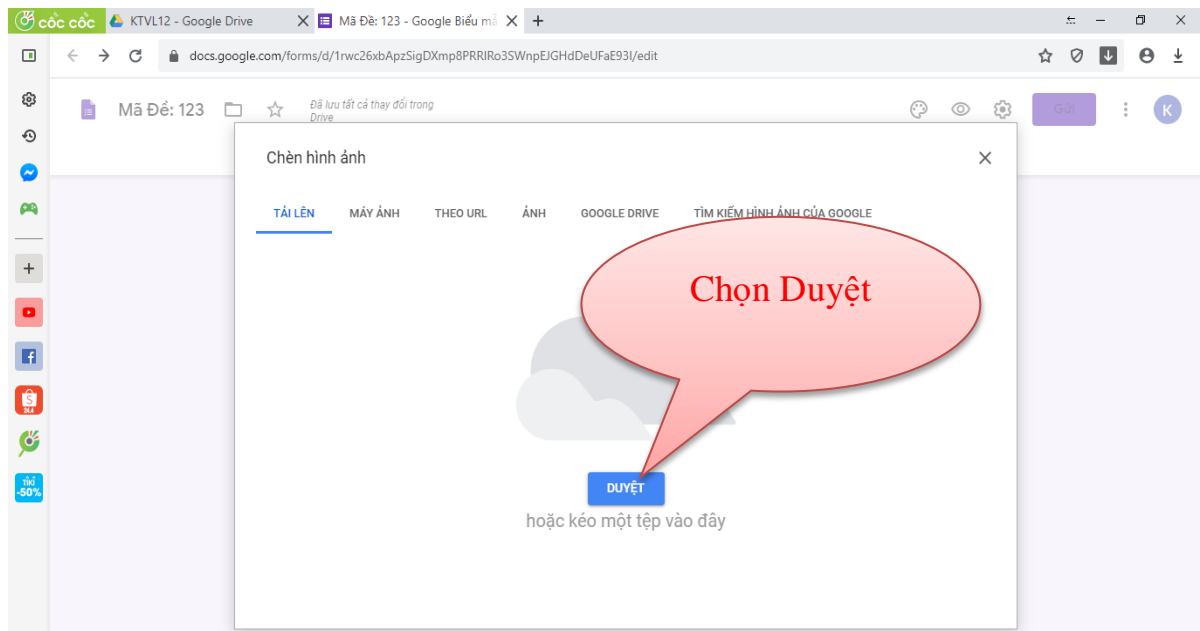 cốc cốc
KTVL12 - Google Drive
Mã Đề: 123 - Google Biểu mẫ
docs.google.com/forms/d/1rwc26xbApzSigDXmp8PRRIRo3SWnpEJGHdDeUFaE93I/edit
Mã Đề: 123
Đã lưu tất cả thay đổi trong
Drive
Gửi
K
Chèn hình ảnh
TẢI LÊN
MÁY ẢNH
THEO URL
ẢNH
GOOGLE DRIVE
TÌM KIẾM HÌNH ẢNH CỦA GOOGLE
Chọn Duyệt
S
24.4
TIKI
-50%
DUYỆT
hoặc kéo một tệp vào đây